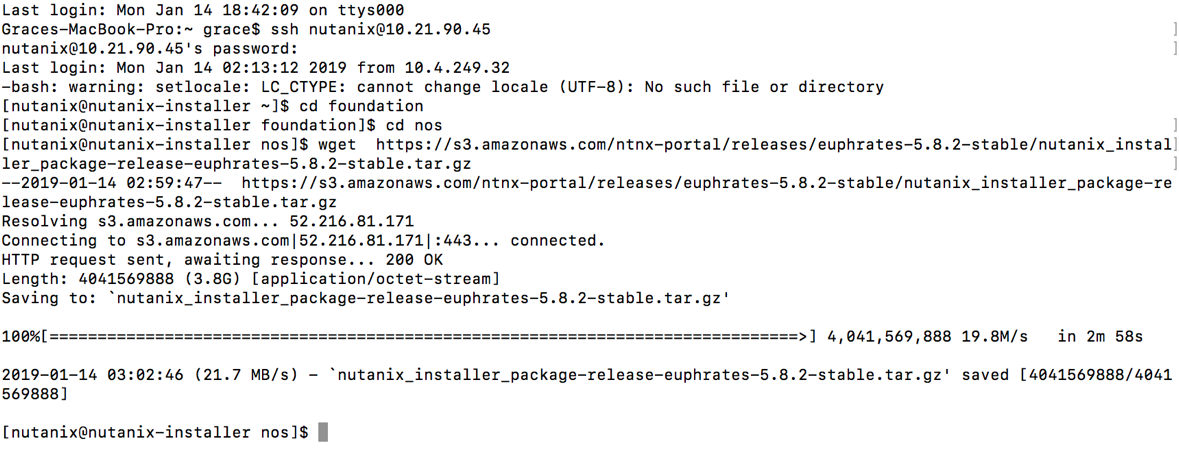 Last login: Mon Jan 14 18:42:09 on ttys000
Graces-MacBook-Pro:~ grace$ ssh nutanix@10.21.90.45
nutanix@10.21.90.45's password:
Last login: Mon Jan 14 02:13:12 2019 from 10.4.249.32
-bash: warning: setlocale: LC_CTYPE: cannot change locale (UTF-8): No such file or directory
[nutanix@nutanix-installer ~]$ cd foundation
[nutanix@nutanix-installer foundation]$ cd nos
[nutanix@nutanix-installer nos]$ wget  https://s3.amazonaws.com/ntnx-portal/releases/euphrates-5.8.2-stable/nutanix_instal
ler_package-release-euphrates-5.8.2-stable.tar.gz
--2019-01-14 02:59:47--  https://s3.amazonaws.com/ntnx-portal/releases/euphrates-5.8.2-stable/nutanix_installer_package-re
lease-euphrates-5.8.2-stable.tar.gz
Resolving s3.amazonaws.com... 52.216.81.171
Connecting to s3.amazonaws.com|52.216.81.171|:443... connected.
HTTP request sent, awaiting response... 200 OK
Length: 4041569888 (3.8G) [application/octet-stream]
Saving to: `nutanix_installer_package-release-euphrates-5.8.2-stable.tar.gz'
100%[==============================================================================>] 4,041,569,888 19.8M/s   in 2m 58s
2019-01-14 03:02:46 (21.7 MB/s) - `nutanix_installer_package-release-euphrates-5.8.2-stable.tar.gz' saved [4041569888/4041
569888]
[nutanix@nutanix-installer nos]$